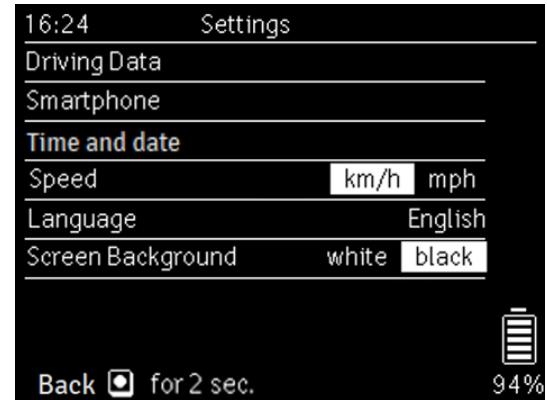 16:24 Settings
Driving Data
Smartphone
Time and date
Speed km/h mph
Language English
Screen Background white black
Back for 2 sec. 94%